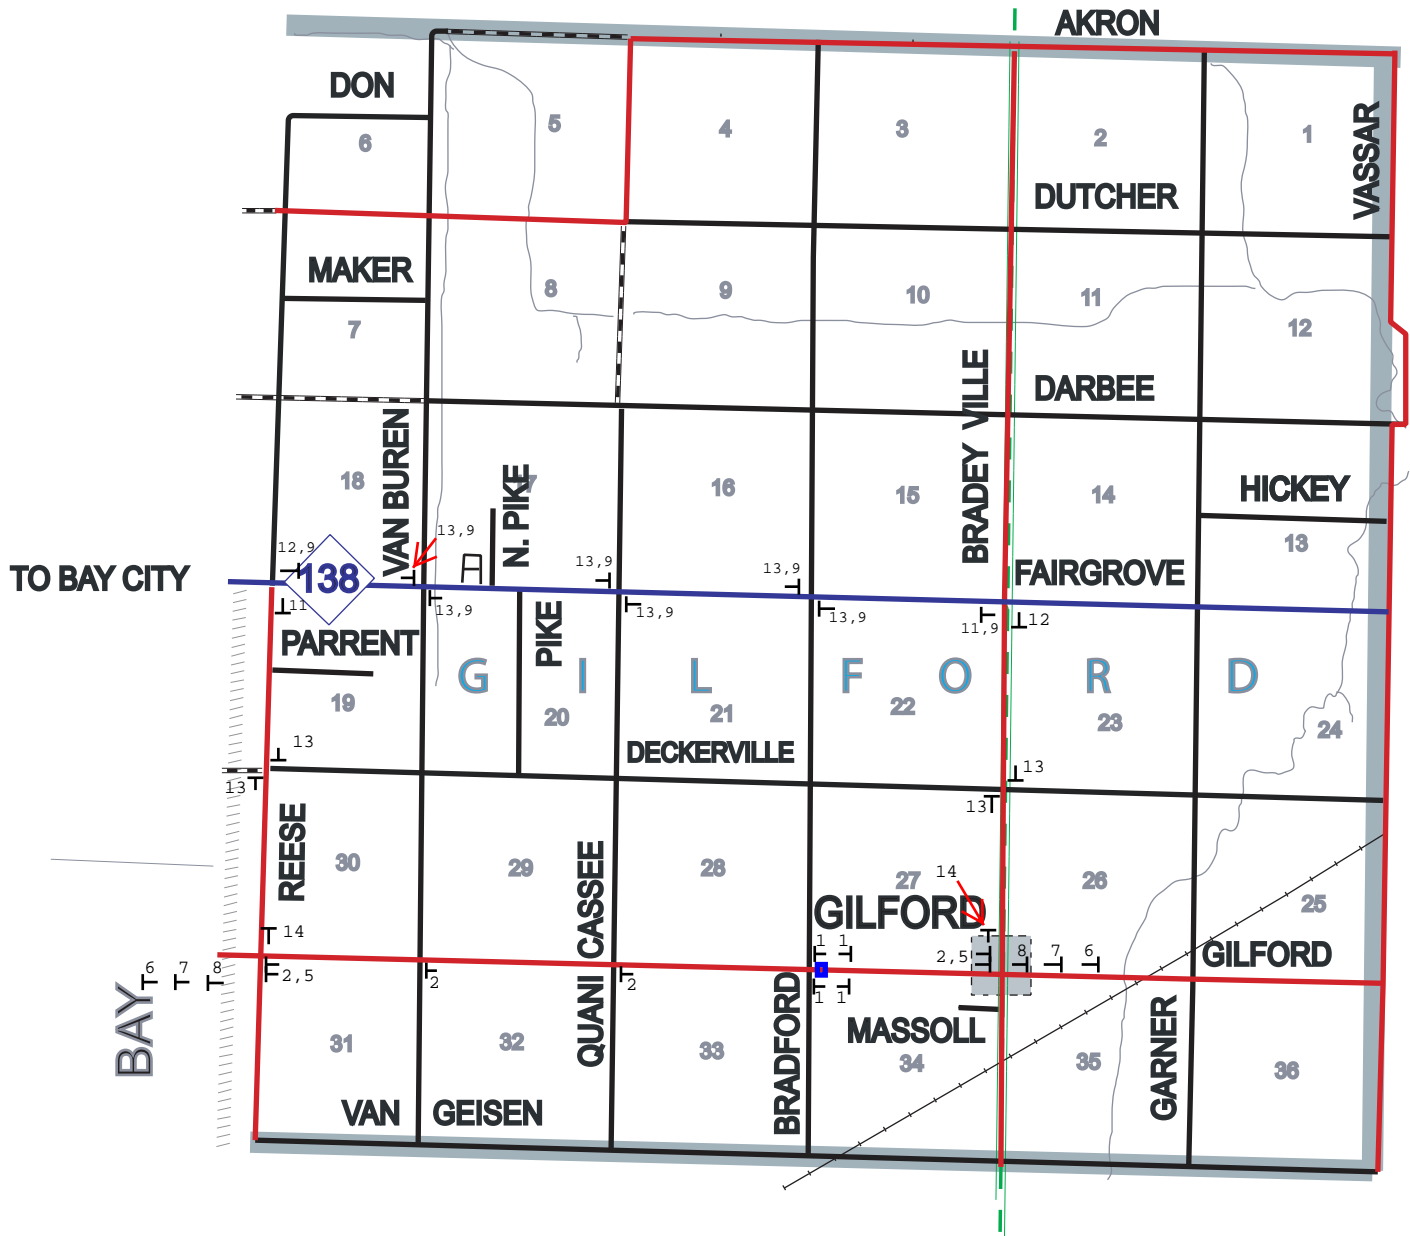 AKRON
DON
VASSAR
5
4
3
2
1
6
DUTCHER
MAKER
8
9
10
11
12
7
BRADEY VILLE
DARBEE
VAN BUREN
N. PIKE
18
17
16
15
14
HICKEY
13
13,9
12,9
13,9
13,9
TO BAY CITY
138
FAIRGROVE
11
13,9
13,9
13,9
11,9
12
PARRENT
PIKE
G I L F O R D
19
20
21
22
23
24
13
DECKERVILLE
13
13
13
REESE
QUANI CASSEE
30
29
28
27
26
25
14
GILFORD
14
1 1
2,5
8
7
6
GILFORD
6
7
8
2,5
2
2
1 1
BAY
BRADFORD
MASSOLL
GARNER
31
32
33
34
35
36
VAN GEISEN